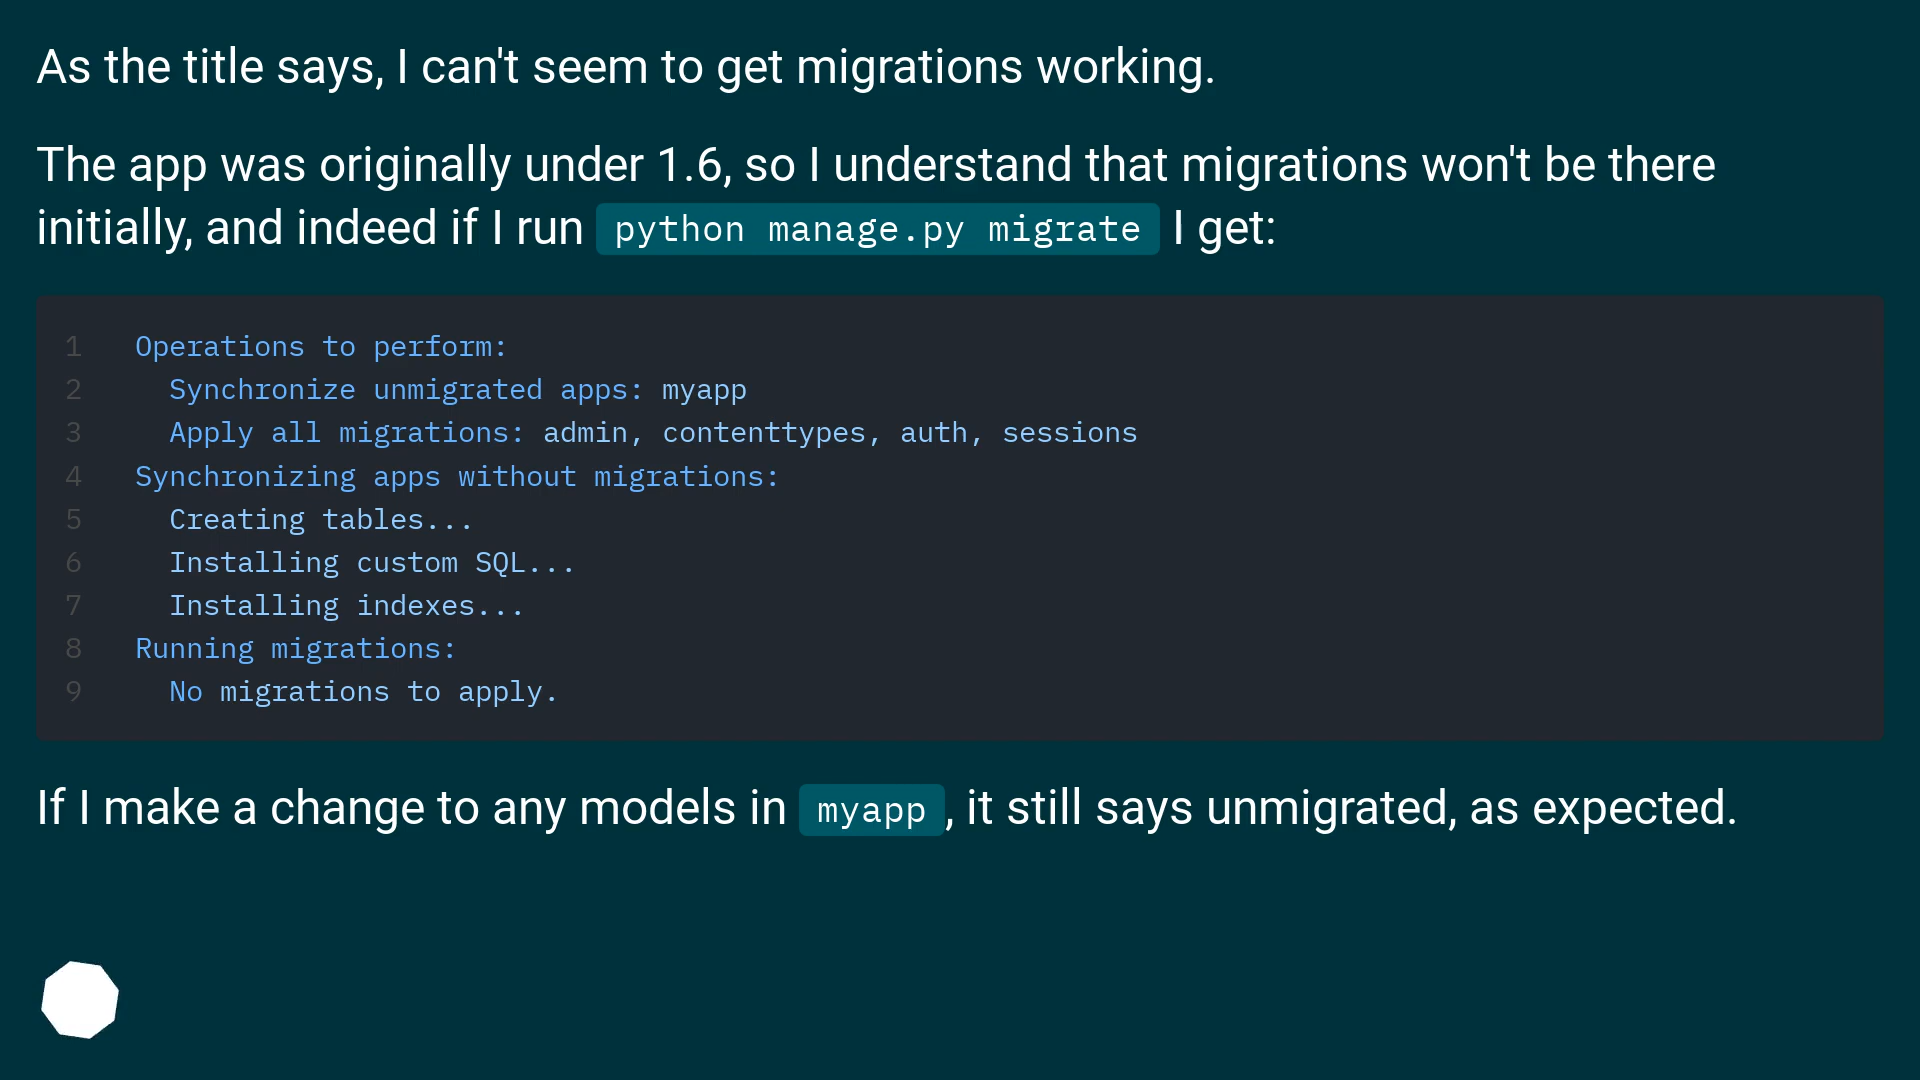 As the title says, I can't seem to get migrations working.
The app was originally under 1.6, so I understand that migrations won't be there
initially, and indeed if I run python manage.py migrate I get:
1 Operations to perform:
2 Synchronize unmigrated apps: myapp
3 Apply all migrations: admin, contenttypes, auth, sessions
4 Synchronizing apps without migrations:
5 Creating tables...
6 Installing custom SQL...
7 Installing indexes...
8 Running migrations:
9 No migrations to apply.
If I make a change to any models in myapp, it still says unmigrated, as expected.